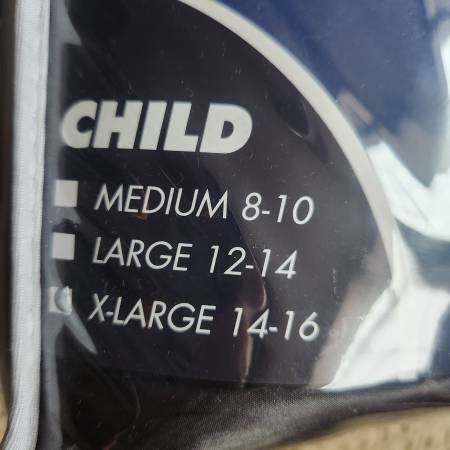 CHILD
MEDIUM 8-10
LARGE 12-14
X-LARGE 14-16